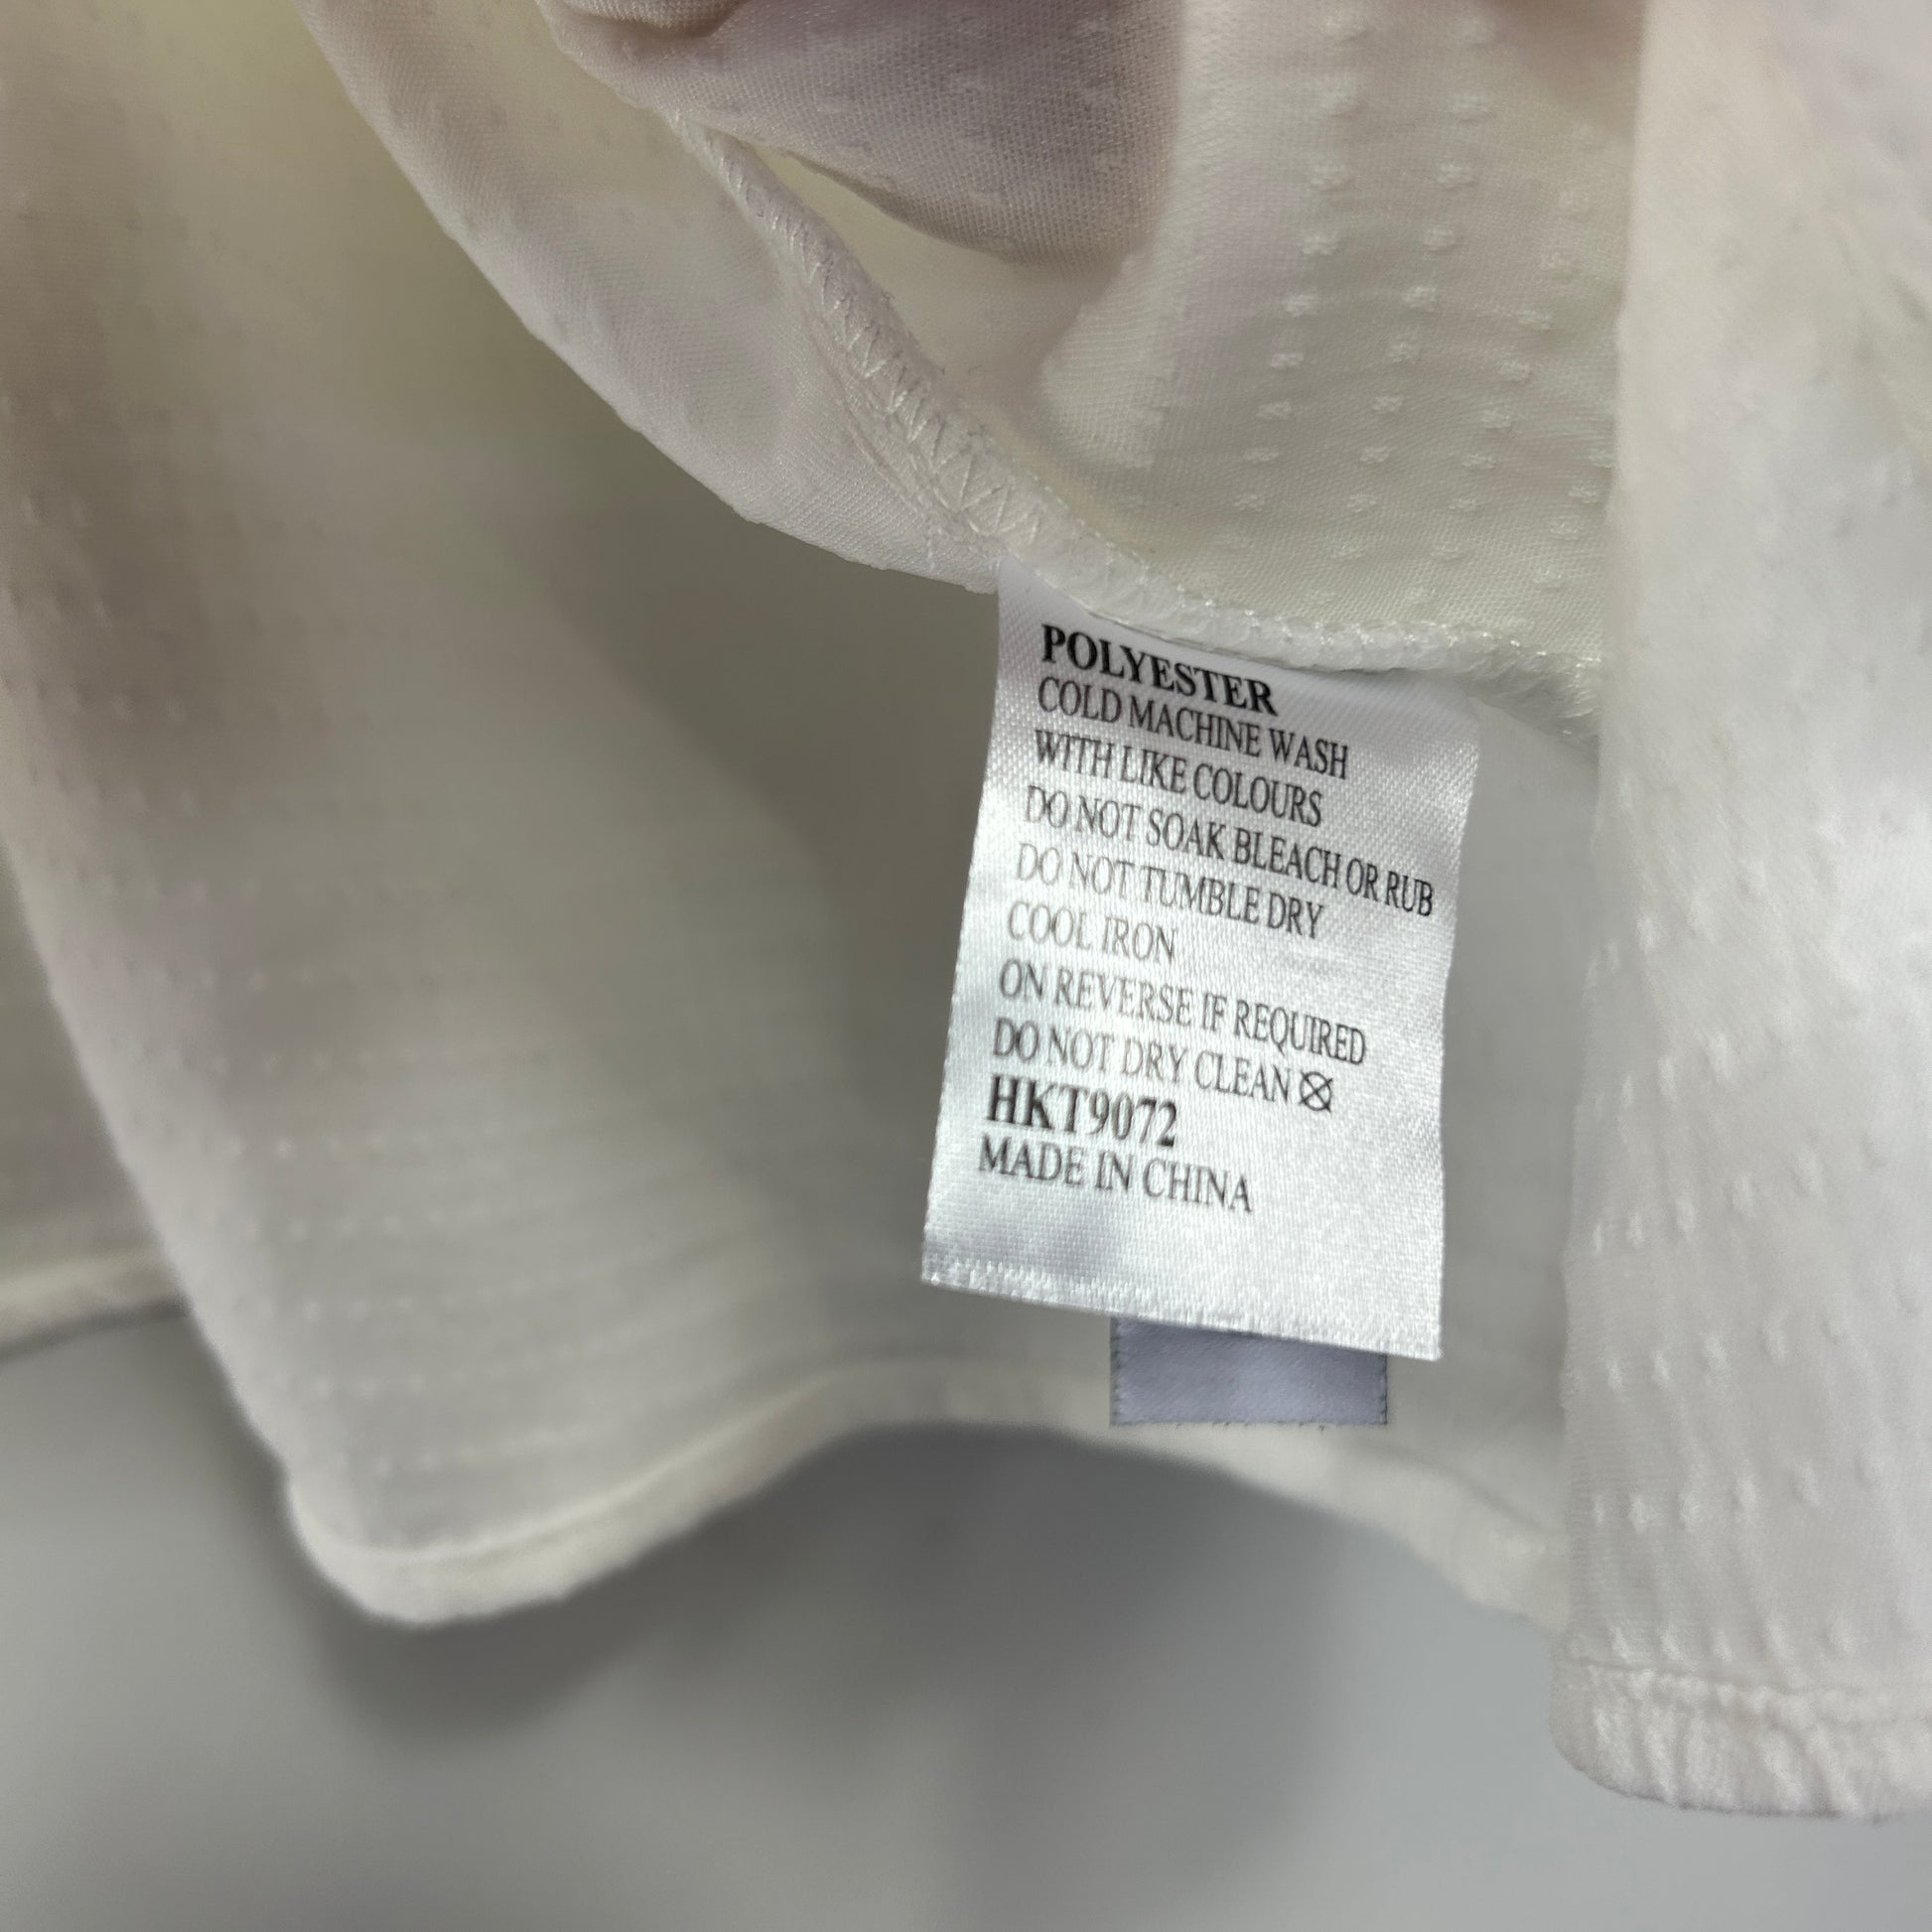 POLYESTER
COLD MACHINE WASH
WITH LIKE COLOURS
DO NOT SOAK BLEACH OR RUB
DO NOT TUMBLE DRY
COOL IRON
ON REVERSE IF REQUIRED
DO NOT DRY CLEAN
HKT9072
MADE IN CHINA